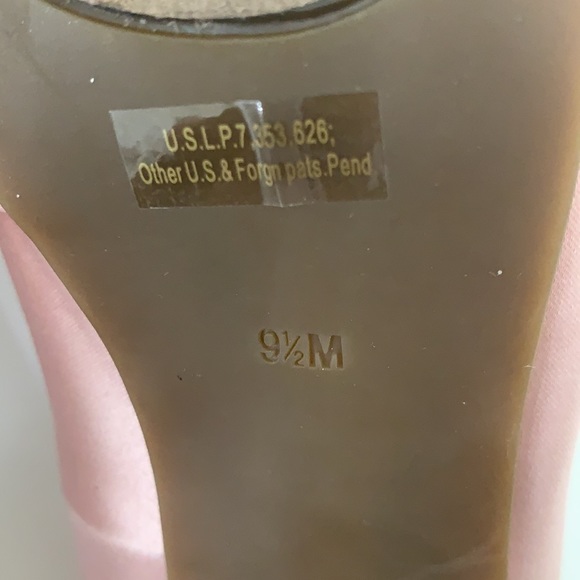 U.S.L.P.7,353,626;
Other U.S.& Forgn pats.Pend
9½M